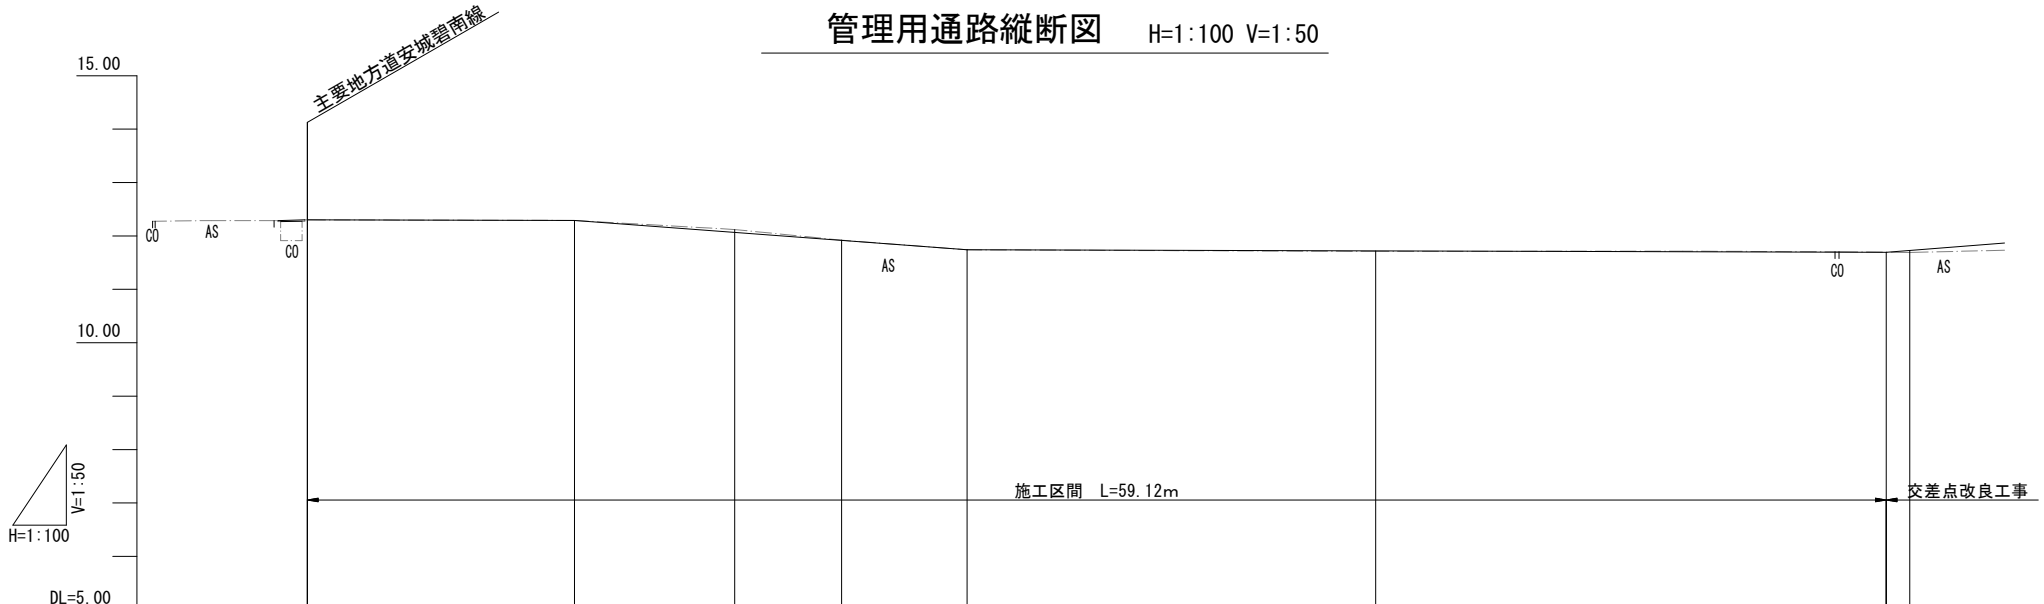 管理用通路縦断図 H=1:100 V=1:50
主要地方道安城碧南線
15.00
CO
AS
CO
AS
CO
AS
10.00
V=1:50
H=1:100
施工区間 L=59.12m
交差点改良工事
DL=5.00